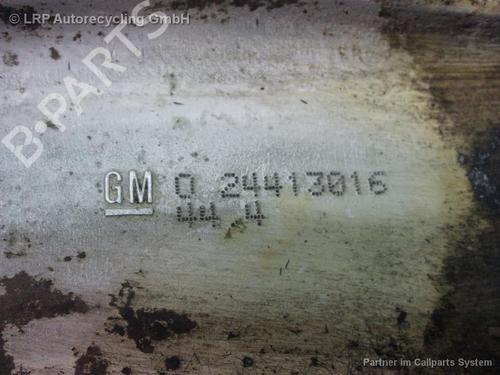 © LRP Autorecycling GmbH
B-PARTS
GM 0 24413016
44.4
Partner im Callparts System